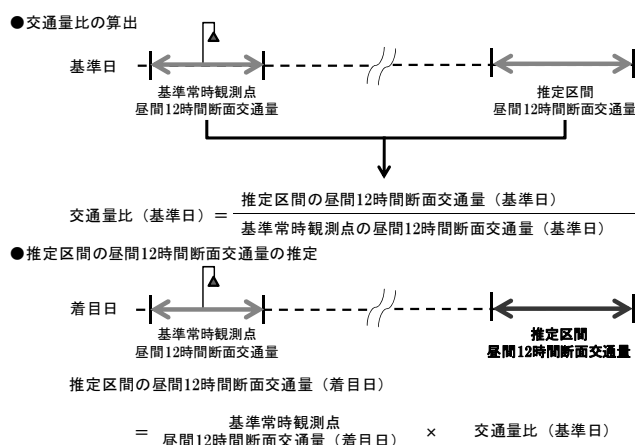 ●交通量比の算出
基準日
基準常時観測点
昼間12時間断面交通量
推定区間
昼間12時間断面交通量
交通量比（基準日）＝
推定区間の昼間12時間断面交通量（基準日）
基準常時観測点の昼間12時間断面交通量（基準日）
●推定区間の昼間12時間断面交通量の推定
着目日
基準常時観測点
昼間12時間断面交通量
推定区間
昼間12時間断面交通量
推定区間の昼間12時間断面交通量（着目日）
＝
基準常時観測点
昼間12時間断面交通量（着目日）
× 交通量比（基準日）